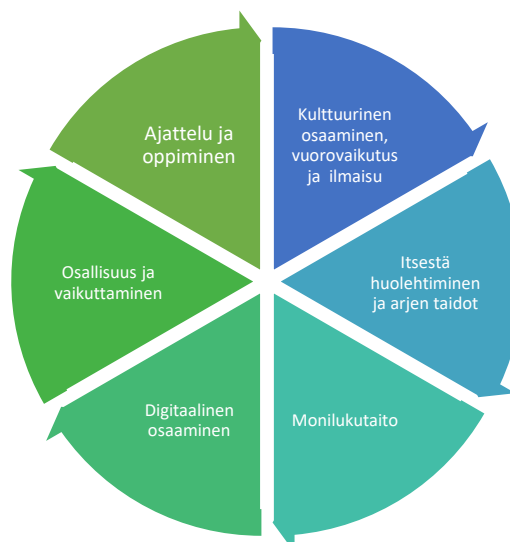 Kulttuurinen
osaaminen,
vuorovaikutus
ja ilmaisu
Itsestä
huolehtiminen
ja arjen taidot
Monilukutaito
Digitaalinen
osaaminen
Osallisuus ja
vaikuttaminen
Ajattelu ja
oppiminen